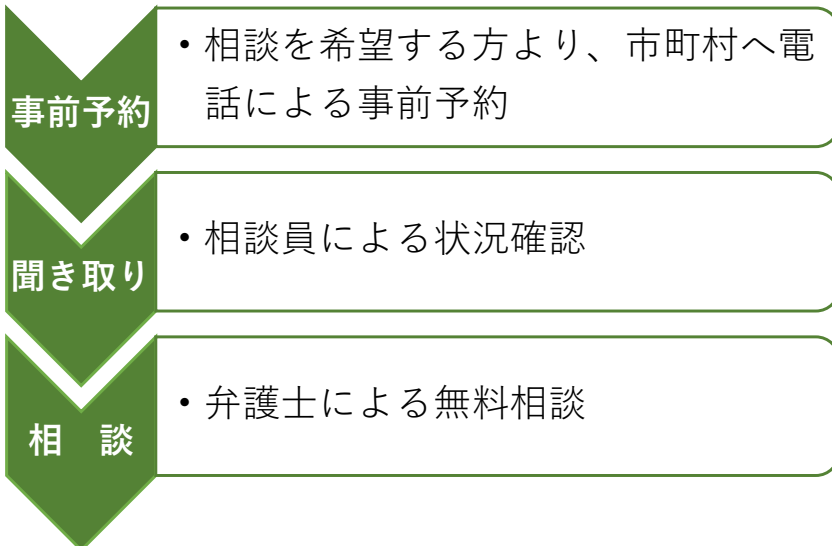 事前予約
・相談を希望する方より、市町村へ電
話による事前予約
聞き取り
・相談員による状況確認
相　談
・弁護士による無料相談